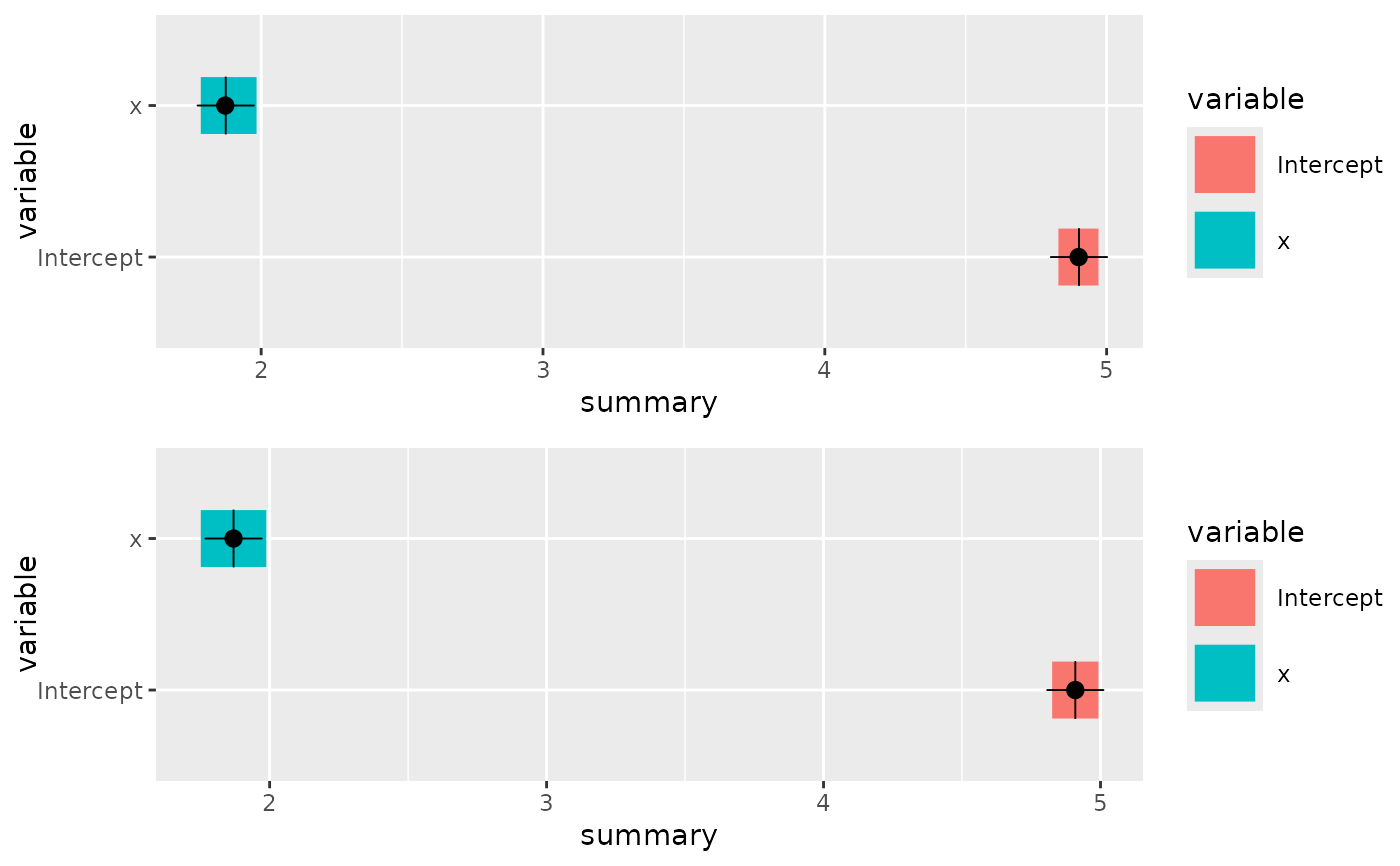 variable
x
Intercept
2 3 4 5
summary
variable
Intercept
x
variable
x
Intercept
2 3 4 5
summary
variable
Intercept
x